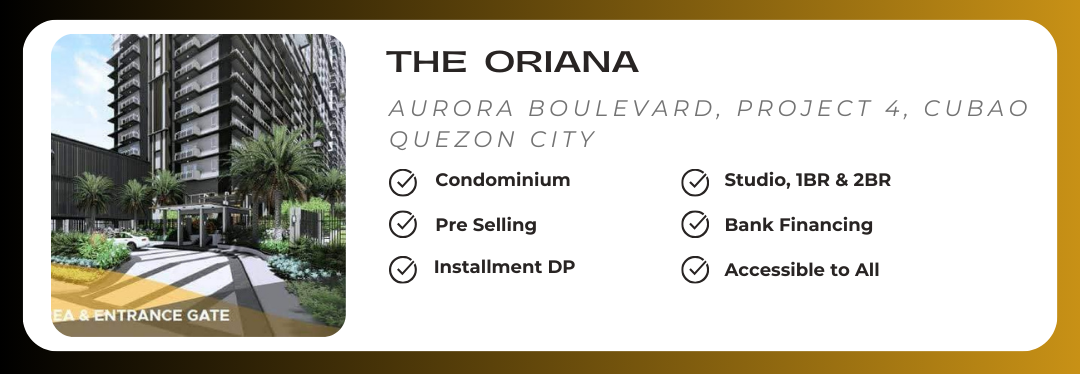 THE ORIANA
AURORA BOULEVARD, PROJECT 4, CUBAO
QUEZON CITY
Condominium
Studio, 1BR & 2BR
Pre Selling
Bank Financing
Installment DP
Accessible to All
EA & ENTRANCE GATE